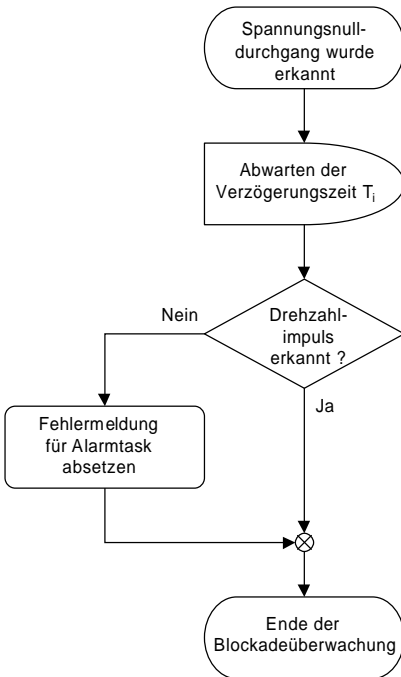 Spannungsnull-
durchgang wurde
erkannt
Abwarten der
Verzögerungszeit Ti
Drehzahl-
impuls
erkannt ?
Nein
Ja
Fehlermeldung
für Alarmtask
absetzen
Ende der
Blockadeüberwachung